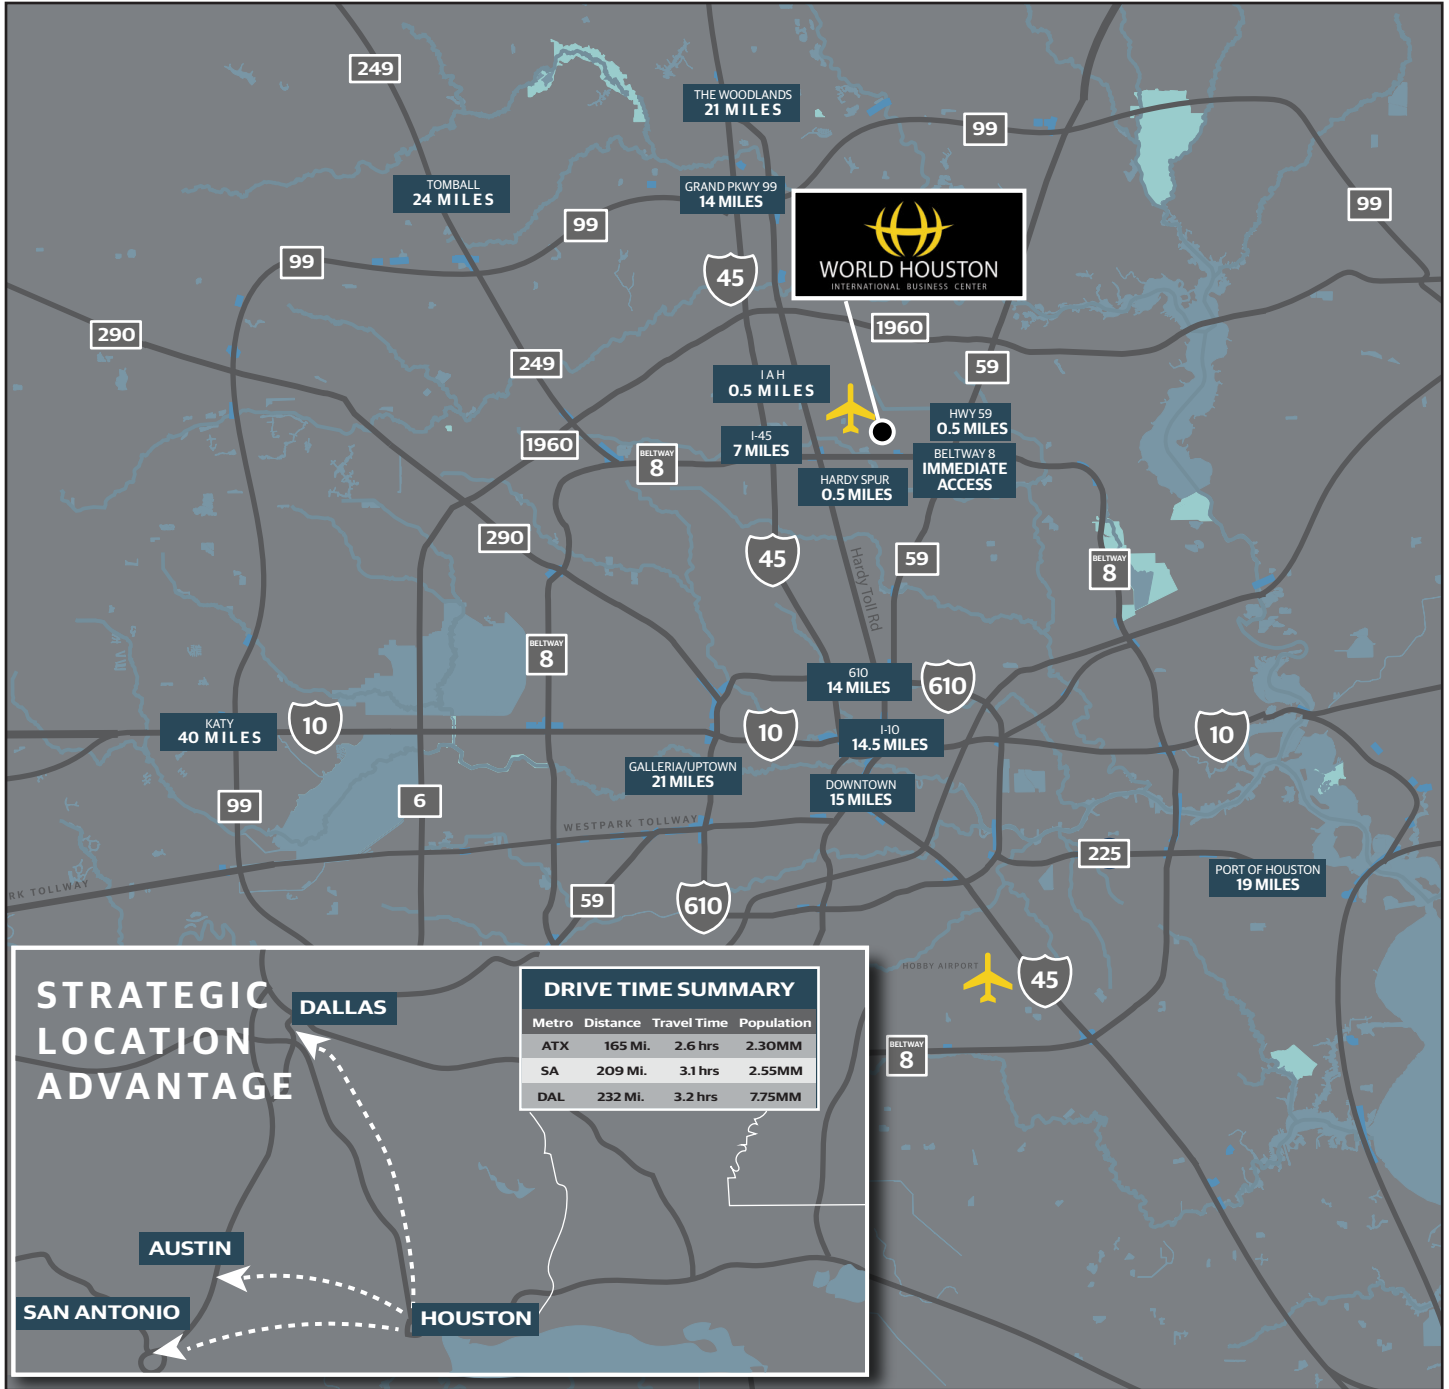 249
THE WOODLANDS
21 MILES
99
TOMBALL
24 MILES
GRAND PKWY 99
14 MILES
99
99
99
WORLD HOUSTON
INTERNATIONAL BUSINESS CENTER
45
290
1960
249
59
IAH
0.5 MILES
HWY 59
0.5 MILES
I-45
7 MILES
1960
BELTWAY
8
BELTWAY 8
IMMEDIATE
ACCESS
HARDY SPUR
0.5 MILES
290
45
59
BELTWAY
8
Hardy Toll Rd
BELTWAY
8
610
14 MILES
610
KATY
40 MILES
10
10
I-10
14.5 MILES
10
GALLERIA/UPTOWN
21 MILES
DOWNTOWN
15 MILES
99
6
WESTPARK TOLLWAY
225
PORT OF HOUSTON
19 MILES
RK TOLLWAY
59
610
HOBBY AIRPORT
45
BELTWAY
8
STRATEGIC
LOCATION
ADVANTAGE
DALLAS
DRIVE TIME SUMMARY
Metro Distance Travel Time Population
ATX 165 Mi. 2.6 hrs 2.30MM
SA 209 Mi. 3.1 hrs 2.55MM
DAL 232 Mi. 3.2 hrs 7.75MM
AUSTIN
SAN ANTONIO
HOUSTON